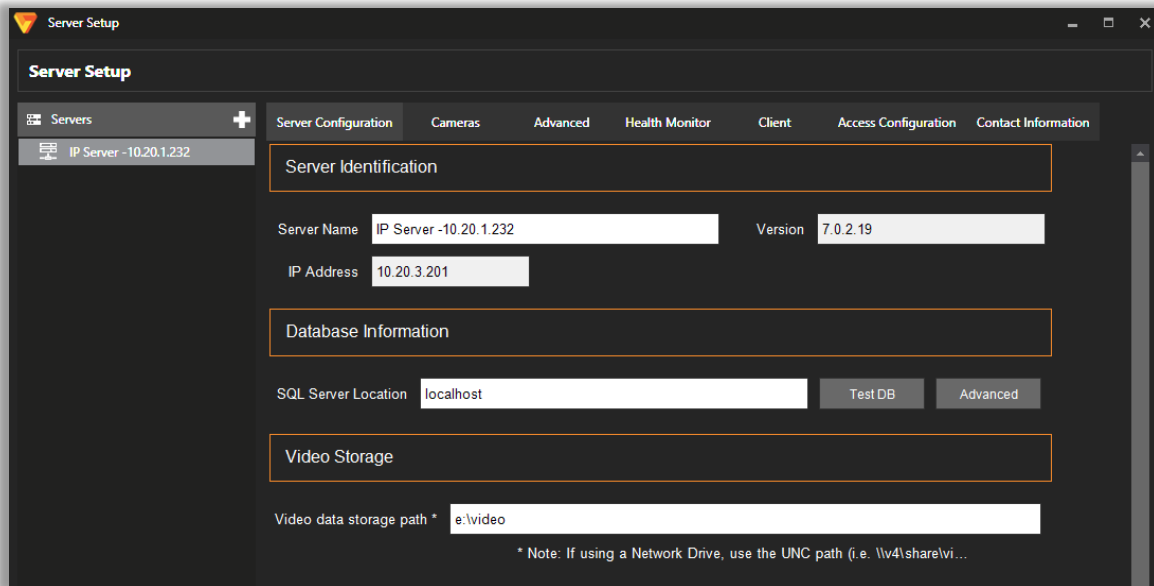 Server Setup
Server Setup
Servers
IP Server -10.20.1.232
Server Configuration Cameras Advanced Health Monitor Client Access Configuration Contact Information
Server Identification
Server Name IP Server -10.20.1.232 Version 7.0.2.19
IP Address 10.20.3.201
Database Information
SQL Server Location localhost Test DB Advanced
Video Storage
Video data storage path * e:\video
* Note: If using a Network Drive, use the UNC path (i.e. \\v4\share\vi...